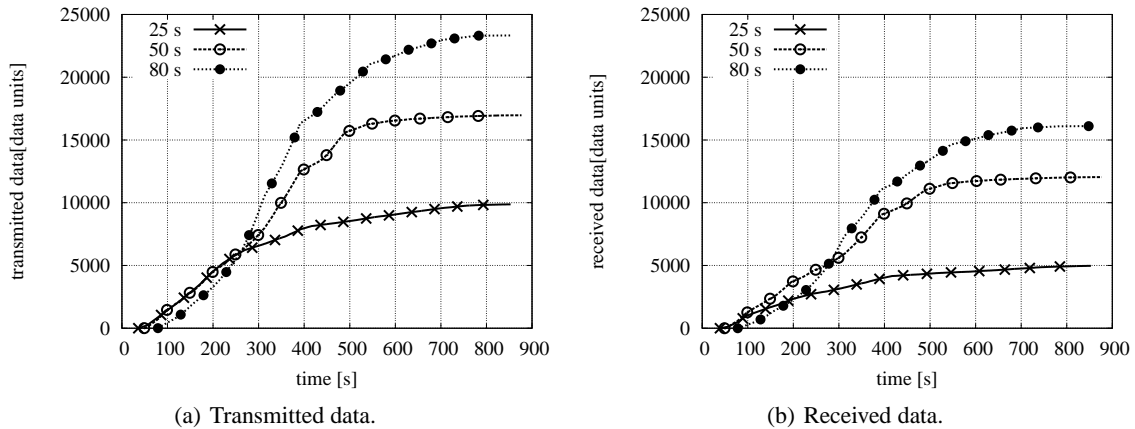 25000
20000
15000
10000
5000
0
transmitted data[data units]
25 s
50 s
80 s
0 100 200 300 400 500 600 700 800 900
time [s]
(a) Transmitted data.
25000
20000
15000
10000
5000
0
received data[data units]
25 s
50 s
80 s
0 100 200 300 400 500 600 700 800 900
time [s]
(b) Received data.